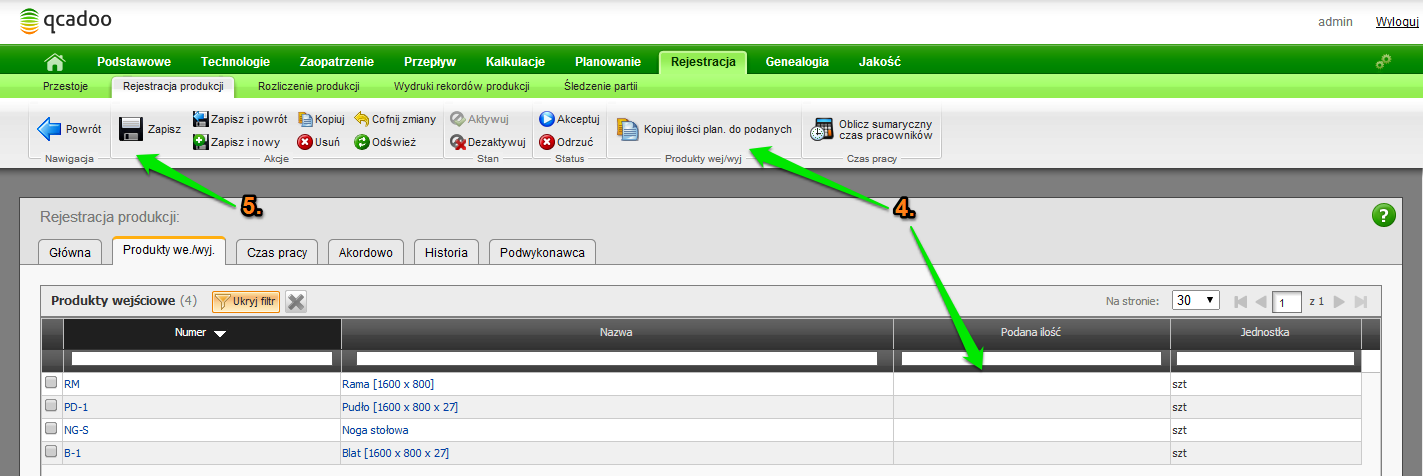 qcadoo
admin Wyloguj
Podstawowe Technologie Zaopatrzenie Przepływ Kalkulacje Planowanie Rejestracja Genealogia Jakość
Przestoje Rejestracja produkcji Rozliczenie produkcji Wydruki rekordów produkcji Śledzenie partii
Powrót Zapisz Zapisz i powrót Kopiuj Cofnij zmiany Aktywuj Akceptuj Kopiuj ilości plan. do podanych Oblicz sumaryczny czas pracowników
Zapisz i nowy Usuń Odśwież Dezaktywuj Odrzuć
Nawigacja Akcje Stan Status Produkty wej/wyj Czas pracy
5. 4.
Rejestracja produkcji: ?
Główna Produkty we./wyj. Czas pracy Akordowo Historia Podwykonawca
Produkty wejściowe (4) Ukryj filtr Na stronie: 30 1 z 1
Numer Nazwa Podana ilość Jednostka
RM Rama [1600 x 800] szt
PD-1 Pudło [1600 x 800 x 27] szt
NG-S Noga stołowa szt
B-1 Blat [1600 x 800 x 27] szt